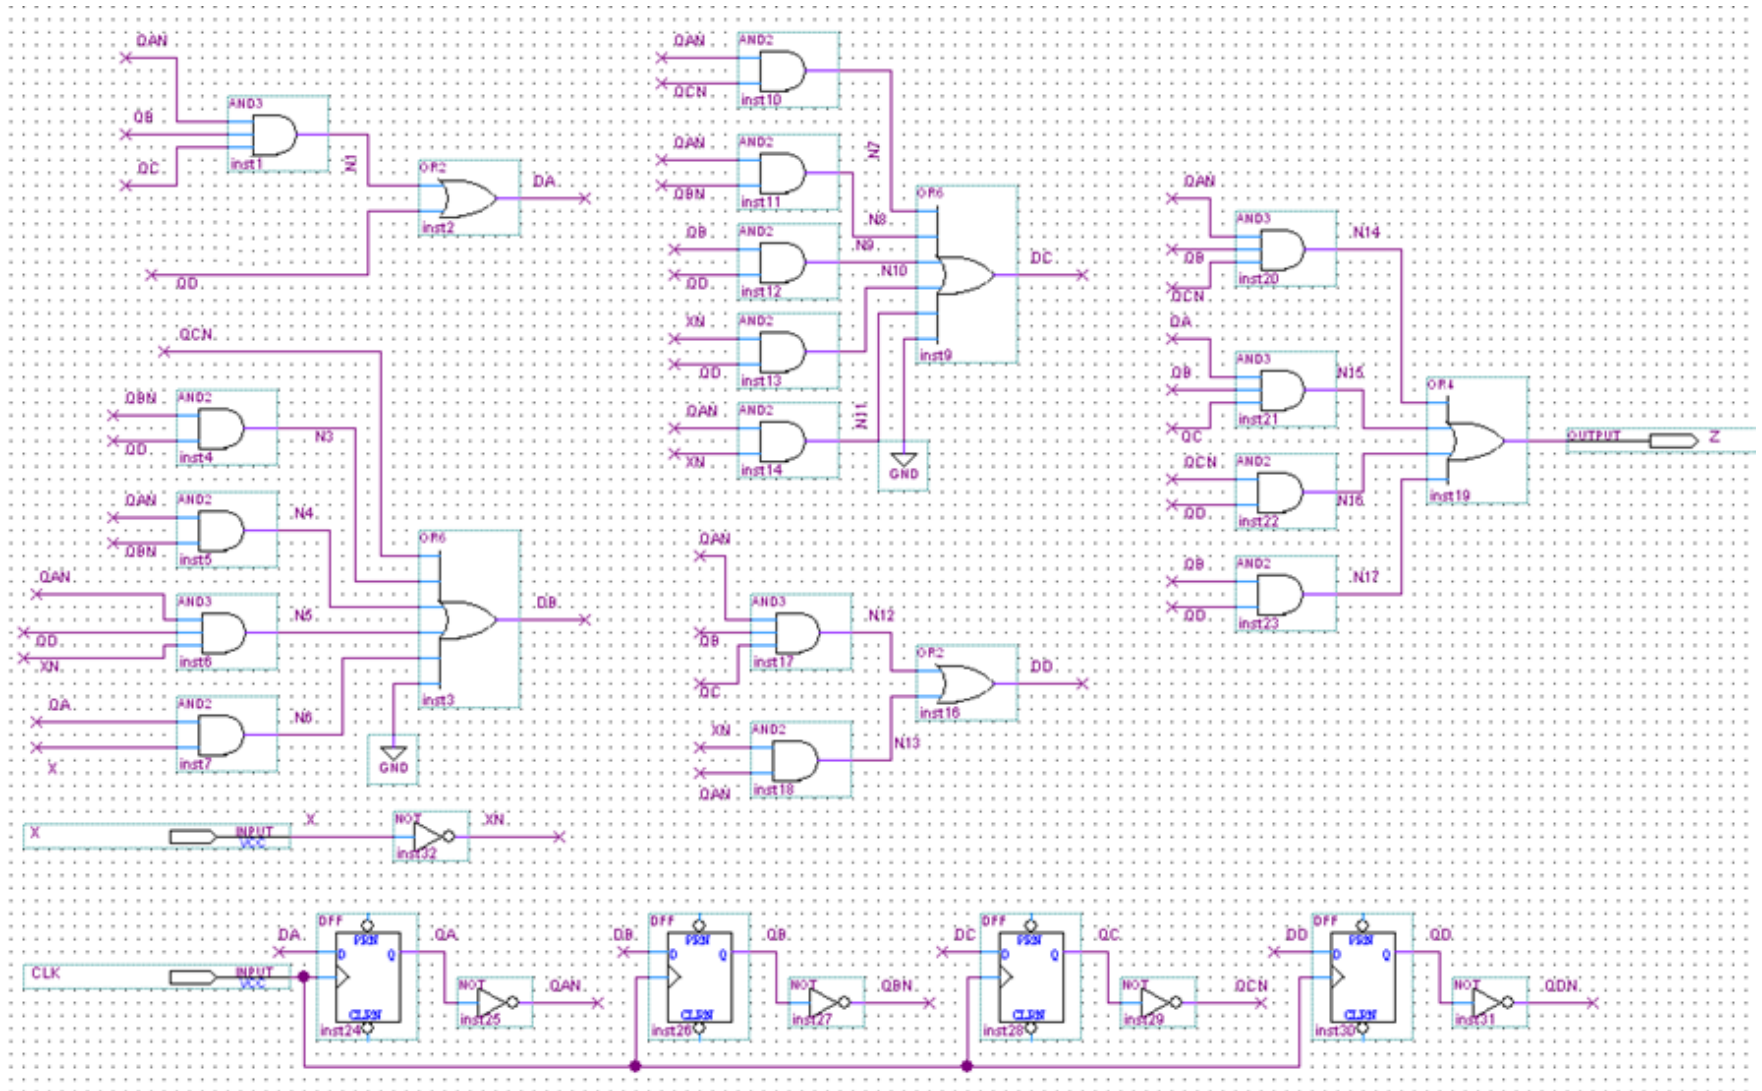 QAN
AND3
QB
inst1
QC
N1
OR2
DA
inst2
QD
QCN
QBN
AND2
N3
QD
inst4
QAN
AND2
N4
QBN
inst5
OR6
QAN
AND3
N5
DB
QD
XN
inst6
QA
AND2
N6
inst3
X
inst7
GND
QAN
AND2
QCN
inst10
N7
QAN
AND2
QBN
inst11
OR6
N8
QB
AND2
N9
QD
inst12
N10
DC
XN
AND2
QD
inst13
inst9
QAN
AND2
N11
XN
inst14
GND
QAN
AND3
N12
QB
inst17
OR2
DD
QC
inst16
XN
AND2
N13
QAN
inst18
QAN
AND3
N14
QB
inst20
QCN
QA
AND3
N15
QB
inst21
QC
OR4
OUTPUT
Z
QCN
AND2
N16
QD
inst22
inst19
QB
AND2
N17
QD
inst23
X
INPUT
VCC
X
NOT
XN
inst32
DFF
DA
PRN
QA
D
Q
CLK
INPUT
VCC
NOT
QAN
CLRN
inst24
inst25
DFF
DB
PRN
QB
D
Q
NOT
QBN
CLRN
inst26
inst27
DFF
DC
PRN
QC
D
Q
NOT
QCN
CLRN
inst28
inst29
DFF
DD
PRN
QD
D
Q
NOT
QDN
CLRN
inst30
inst31